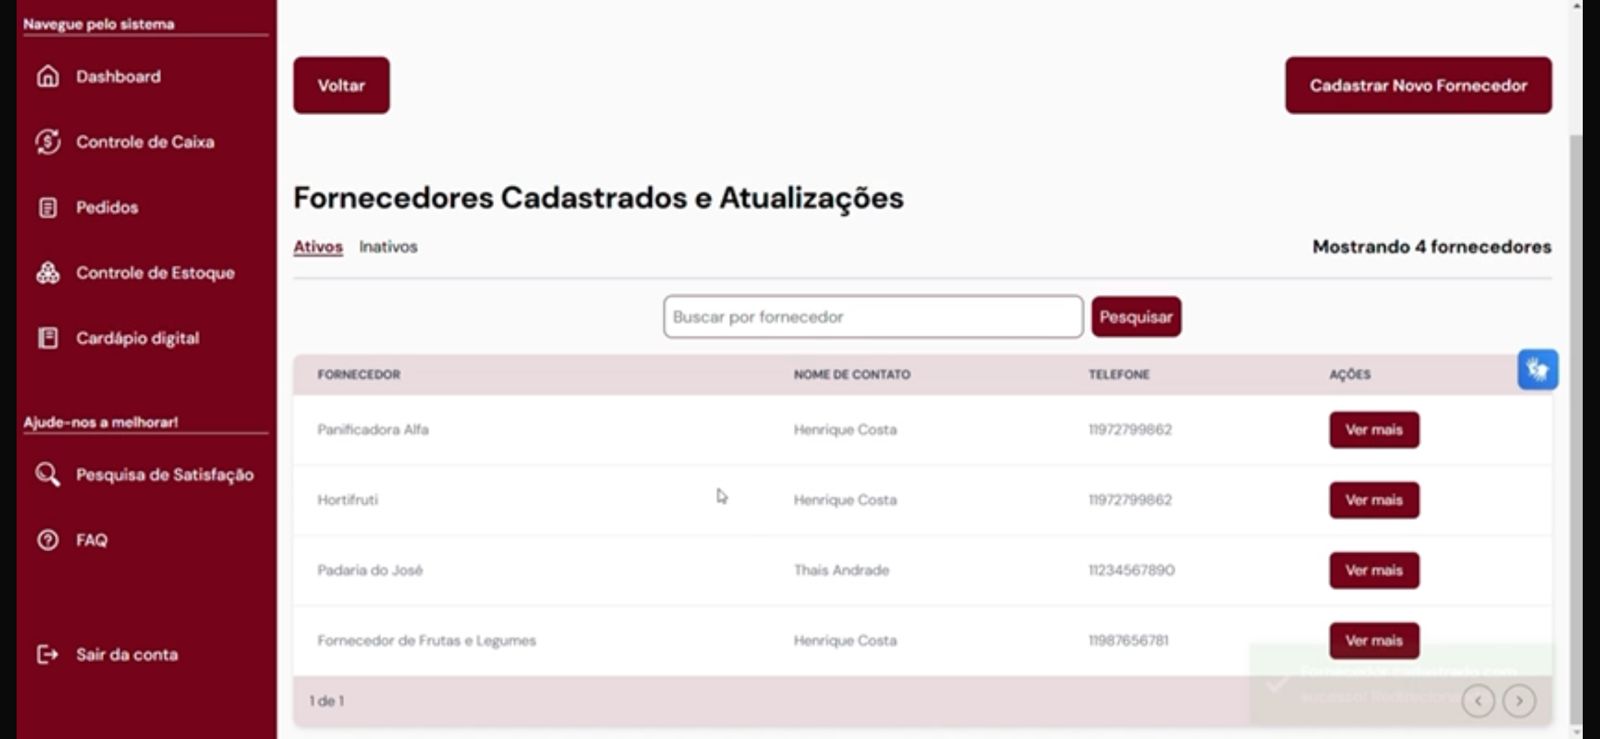 Navegue pelo sistema
Dashboard
Controle de Caixa
Pedidos
Controle de Estoque
Cardápio digital
Ajude-nos a melhorar!
Pesquisa de Satisfação
FAQ
Sair da conta
Voltar
Cadastrar Novo Fornecedor
Fornecedores Cadastrados e Atualizações
Ativos Inativos
Mostrando 4 fornecedores
Buscar por fornecedor
Pesquisar
FORNECEDOR NOME DE CONTATO TELEFONE AÇÕES
Panificadora Alfa Henrique Costa 11972799862 Ver mais
Hortifruti Henrique Costa 11972799862 Ver mais
Padaria do José Thais Andrade 11234567890 Ver mais
Fornecedor de Frutas e Legumes Henrique Costa 11987656781 Ver mais
Fornecedor cadastrado com
sucesso!
1 de 1